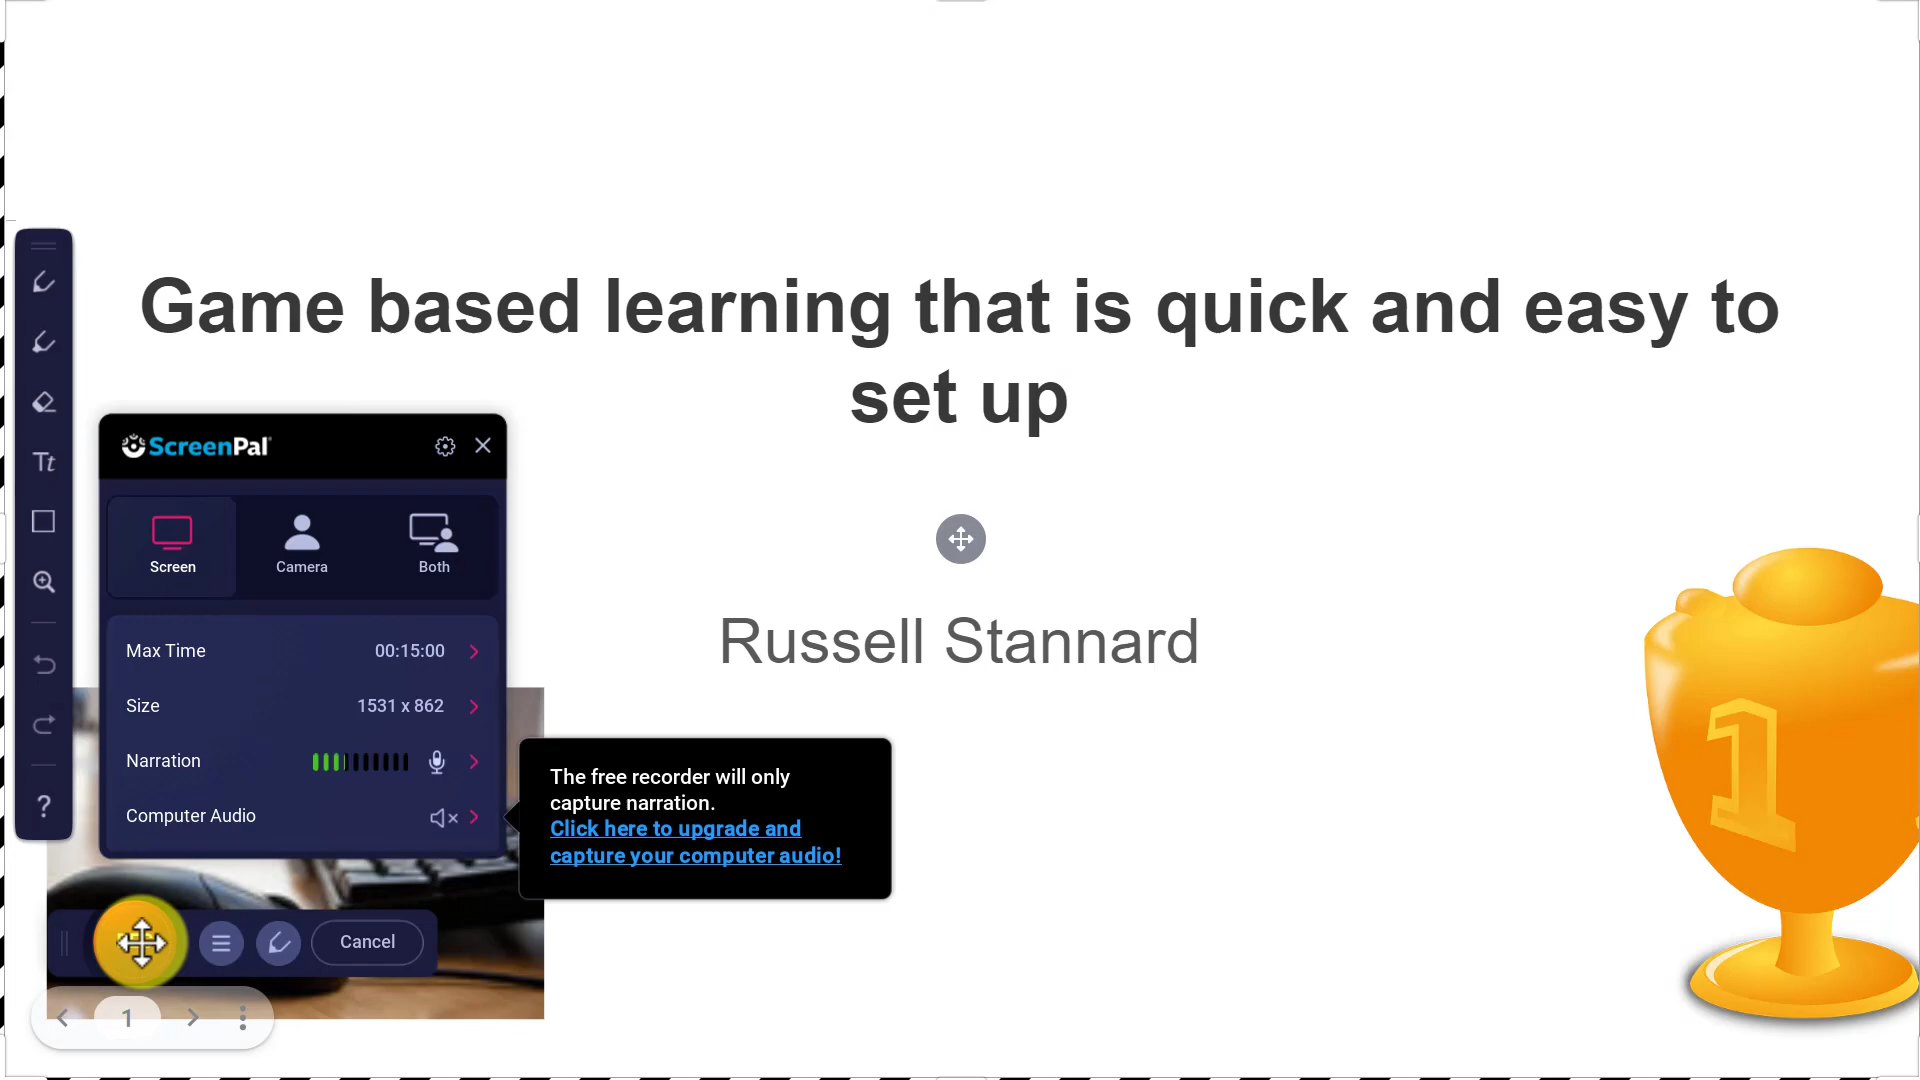 Game based learning that is quick and easy to
set up
Russell Stannard
Tt
?
ScreenPal
Screen
Camera
Both
Max Time 00:15:00
Size 1531 x 862
Narration
Computer Audio
The free recorder will only
capture narration.
Click here to upgrade and
capture your computer audio!
Cancel
1
1